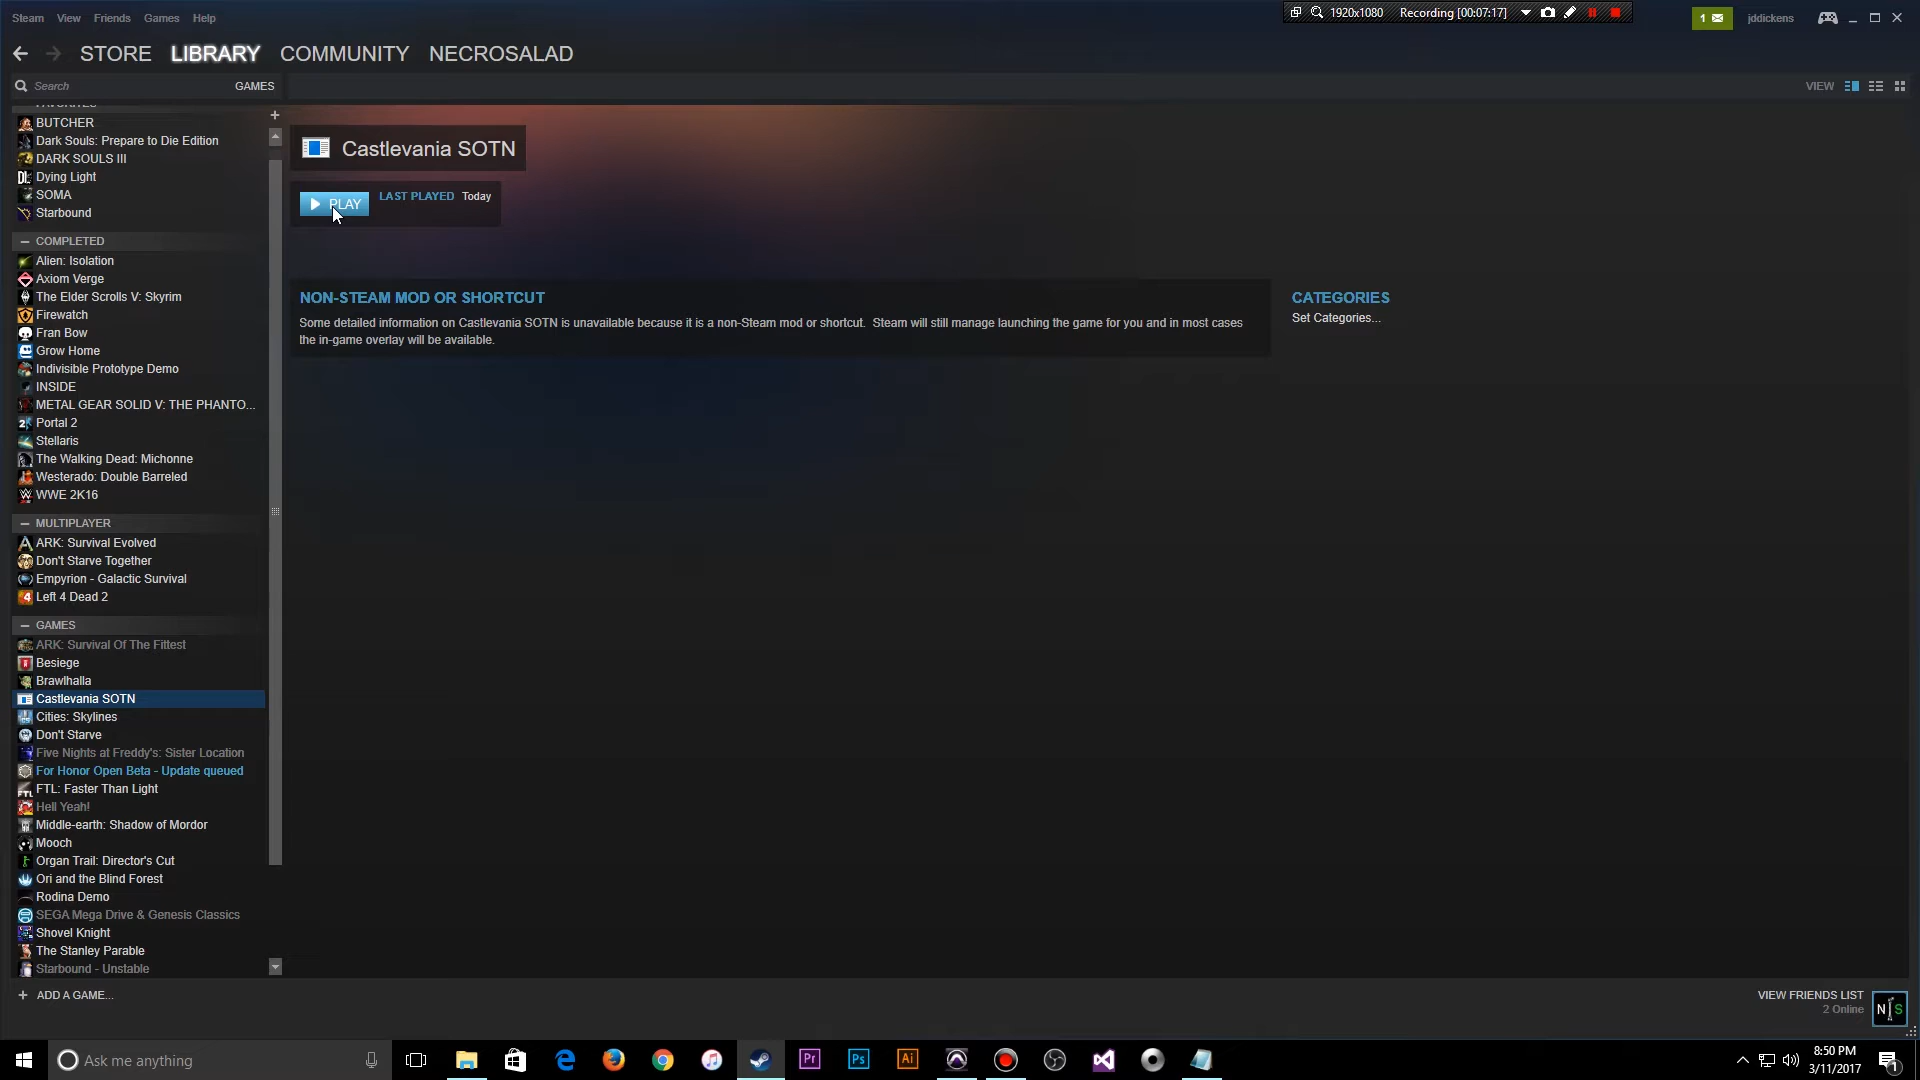 Steam View Friends Games Help
1920x1080 Recording [00:07:17]
1 jddickens
STORE LIBRARY COMMUNITY NECROSALAD
Search GAMES
VIEW
FAVORITES
BUTCHER
Dark Souls: Prepare to Die Edition
DARK SOULS III
Dying Light
SOMA
Starbound
COMPLETED
Alien: Isolation
Axiom Verge
The Elder Scrolls V: Skyrim
Firewatch
Fran Bow
Grow Home
Indivisible Prototype Demo
INSIDE
METAL GEAR SOLID V: THE PHANTO...
Portal 2
Stellaris
The Walking Dead: Michonne
Westerado: Double Barreled
WWE 2K16
MULTIPLAYER
ARK: Survival Evolved
Don't Starve Together
Empyrion - Galactic Survival
Left 4 Dead 2
GAMES
ARK: Survival Of The Fittest
Besiege
Brawlhalla
Castlevania SOTN
Cities: Skylines
Don't Starve
Five Nights at Freddy's: Sister Location
For Honor Open Beta - Update queued
FTL: Faster Than Light
Hell Yeah!
Middle-earth: Shadow of Mordor
Mooch
Organ Trail: Director's Cut
Ori and the Blind Forest
Rodina Demo
SEGA Mega Drive & Genesis Classics
Shovel Knight
The Stanley Parable
Starbound - Unstable
+ ADD A GAME...
Castlevania SOTN
PLAY LAST PLAYED Today
NON-STEAM MOD OR SHORTCUT
Some detailed information on Castlevania SOTN is unavailable because it is a non-Steam mod or shortcut. Steam will still manage launching the game for you and in most cases
the in-game overlay will be available.
CATEGORIES
Set Categories...
VIEW FRIENDS LIST
2 Online
N S
Ask me anything
Pr Ps Ai
8:50 PM
3/11/2017
1